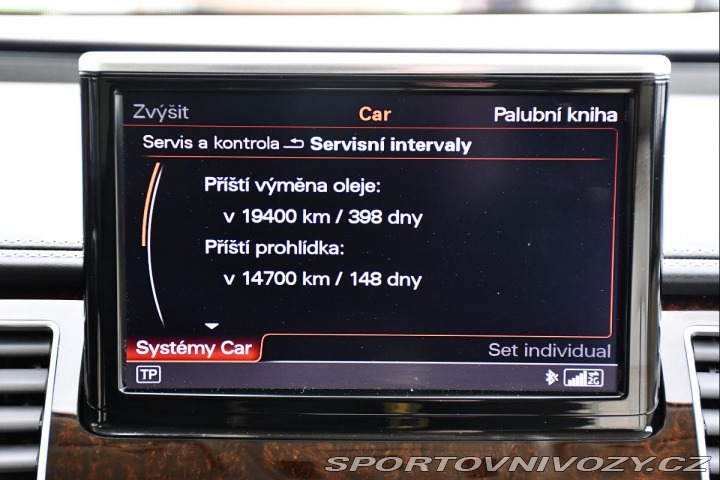 Zvýšit Car Palubní kniha
Servis a kontrola Servisní intervaly
Příští výměna oleje:
v 19400 km / 398 dny
Příští prohlídka:
v 14700 km / 148 dny
Systémy Car Set individual
TP 2G
SPORTOVNIVOZY.CZ